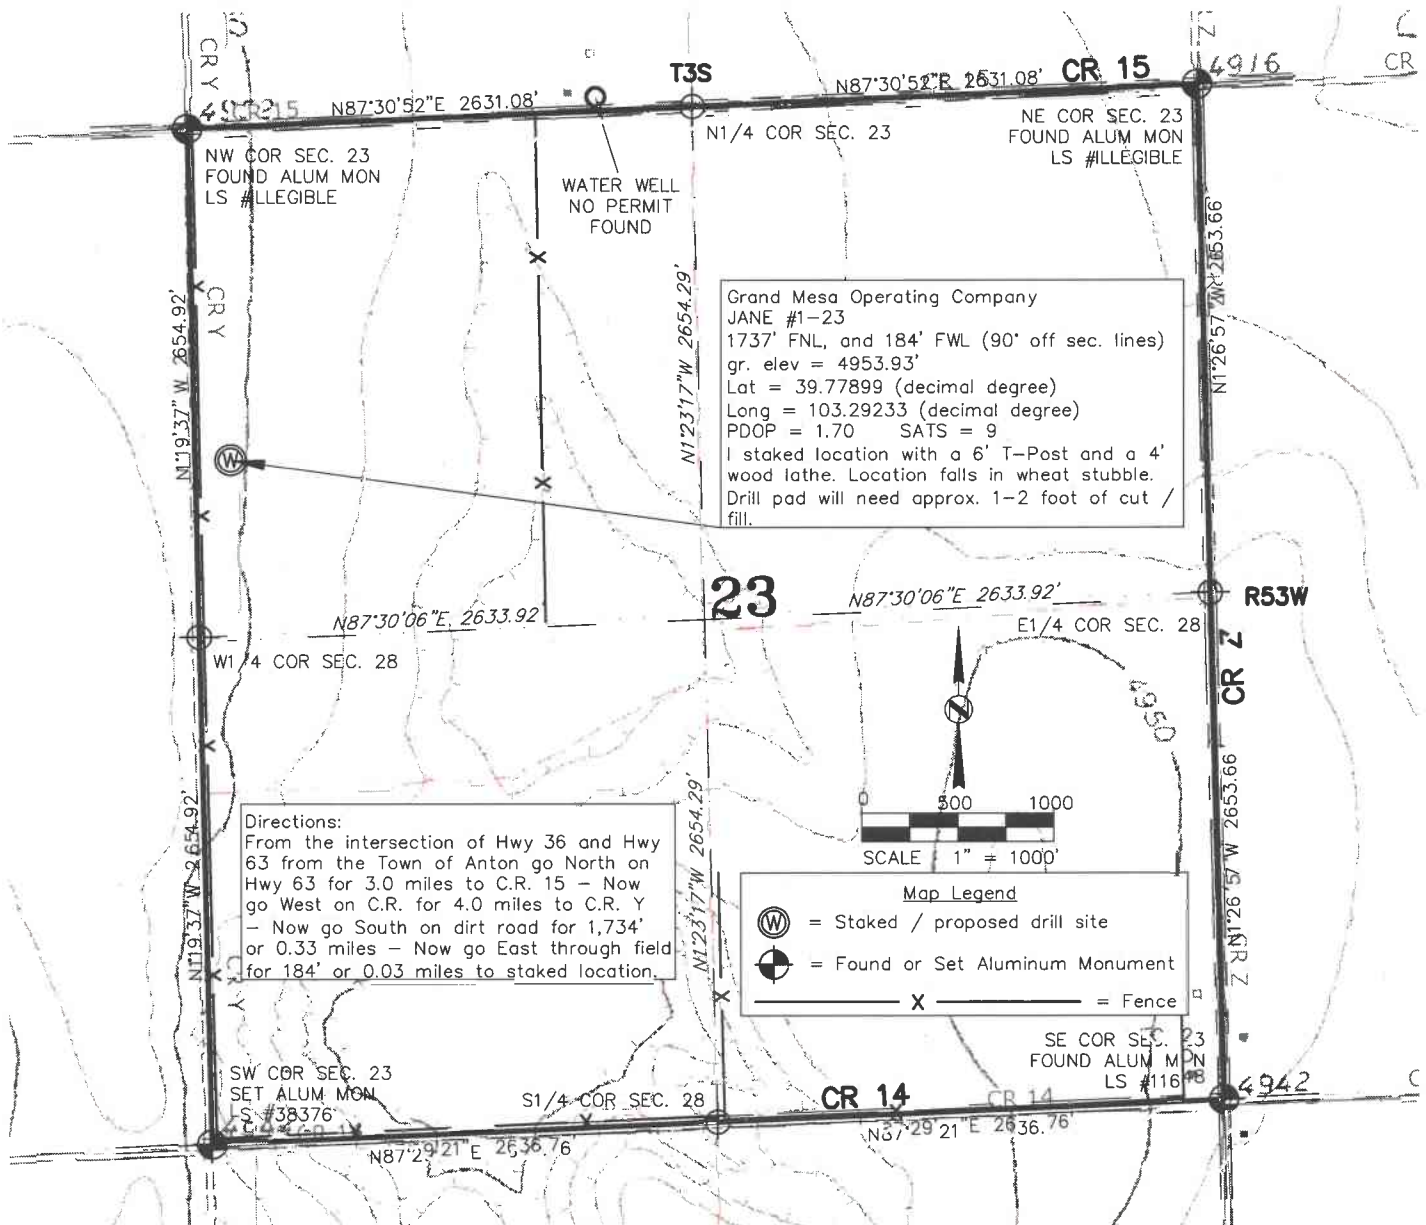 CR Y
T3S
CR 15
4916
CR
N87°30'52"E 2631.08'
N87°30'52"E 2631.08'
N1/4 COR SEC. 23
NE COR SEC. 23
FOUND ALUM MON
LS #ILLEGIBLE
NW COR SEC. 23
FOUND ALUM MON
LS #ILLEGIBLE
WATER WELL
NO PERMIT
FOUND
CR Y
N1°19'37" W 2654.92'
N1°23'17"W 2654.29'
N1°26'57"W 2653.66
Grand Mesa Operating Company
JANE #1-23
1737' FNL, and 184' FWL (90° off sec. lines)
gr. elev = 4953.93'
Lat = 39.77899 (decimal degree)
Long = 103.29233 (decimal degree)
PDOP = 1.70 SATS = 9
I staked location with a 6' T-Post and a 4'
wood lathe. Location falls in wheat stubble.
Drill pad will need approx. 1-2 foot of cut /
fill.
W
X
X
X
X
23
N87°30'06"E 2633.92'
N87°30'06"E 2633.92'
R53W
E1/4 COR SEC. 28
W1/4 COR SEC. 28
CR Z
4950
X
0 500 1000
SCALE 1" = 1000'
N1°19'37"W 2654.92'
N1°23'17"W 2654.29'
N1°26'57"W 2653.66
Directions:
From the intersection of Hwy 36 and Hwy
63 from the Town of Anton go North on
Hwy 63 for 3.0 miles to C.R. 15 – Now
go West on C.R. for 4.0 miles to C.R. Y
– Now go South on dirt road for 1,734'
or 0.33 miles – Now go East through field
for 184' or 0.03 miles to staked location.
Map Legend
W = Staked / proposed drill site
= Found or Set Aluminum Monument
X = Fence
X
CR Y
X
SW COR SEC. 23
SET ALUM MON
LS #38376
S1/4 COR SEC. 28
CR 14
CR 14
SE COR SEC. 23
FOUND ALUM MON
LS #11648
4942
X
X
X
N87°29'21"E 2636.76'
N87°29'21"E 2636.76'